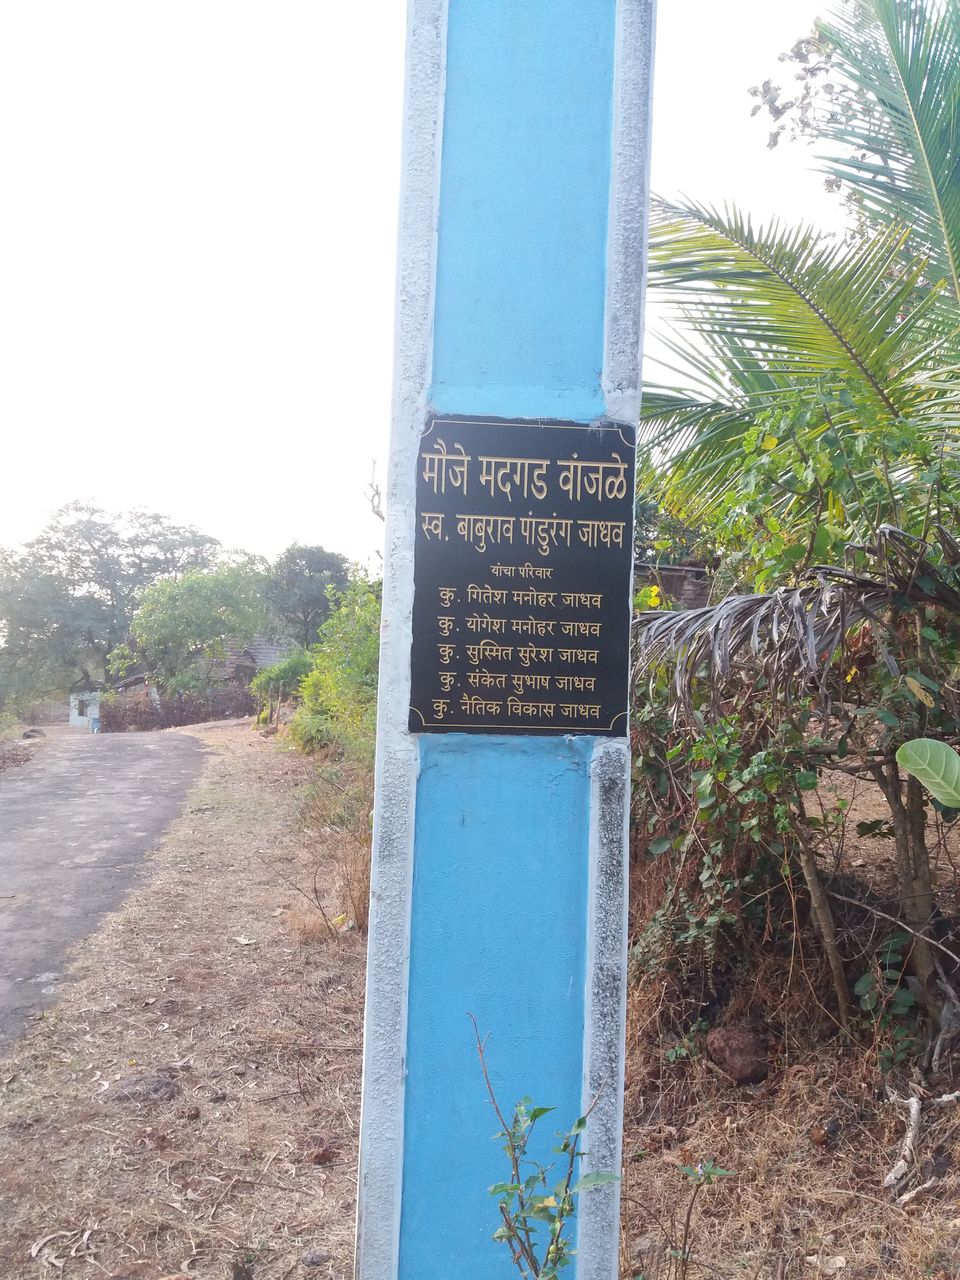 मौजे मदगड वांजळे
स्व. बाबुराव पांडुरंग जाधव
यांचा परिवार
कु. गितेश मनोहर जाधव
कु. योगेश मनोहर जाधव
कु. सुस्मित सुरेश जाधव
कु. संकेत सुभाष जाधव
कु. नैतिक विकास जाधव